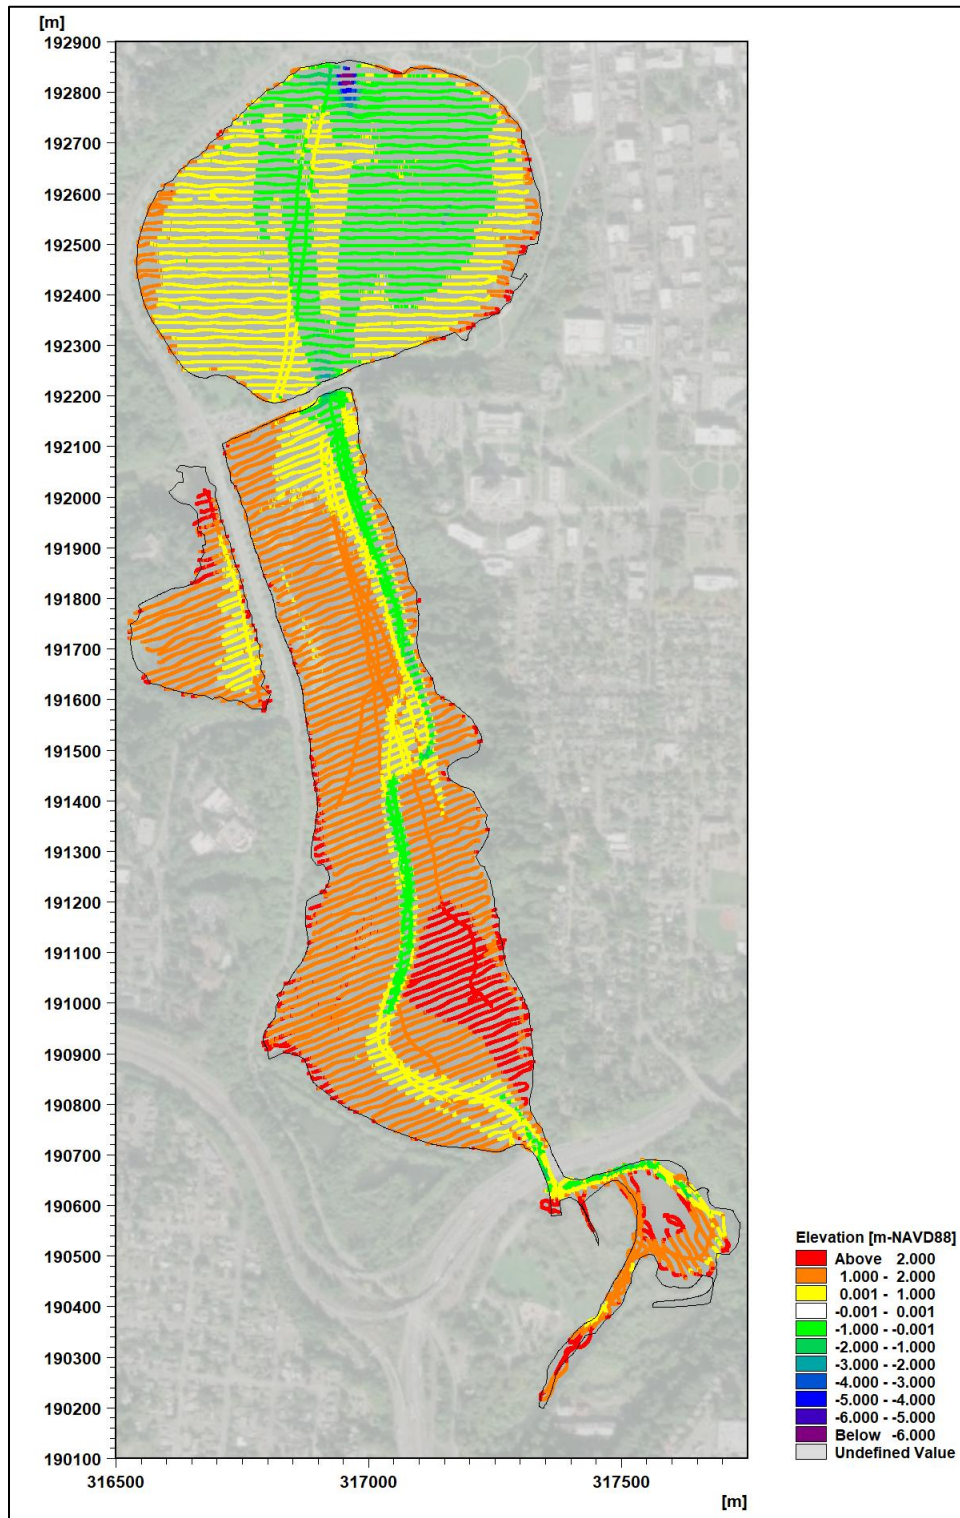 [m]
192900
192800
192700
192600
192500
192400
192300
192200
192100
192000
191900
191800
191700
191600
191500
191400
191300
191200
191100
191000
190900
190800
190700
190600
190500
190400
190300
190200
190100
316500 317000 317500
[m]
Elevation [m-NAVD88]
Above 2.000
1.000 - 2.000
0.001 - 1.000
-0.001 - 0.001
-1.000 - -0.001
-2.000 - -1.000
-3.000 - -2.000
-4.000 - -3.000
-5.000 - -4.000
-6.000 - -5.000
Below -6.000
Undefined Value